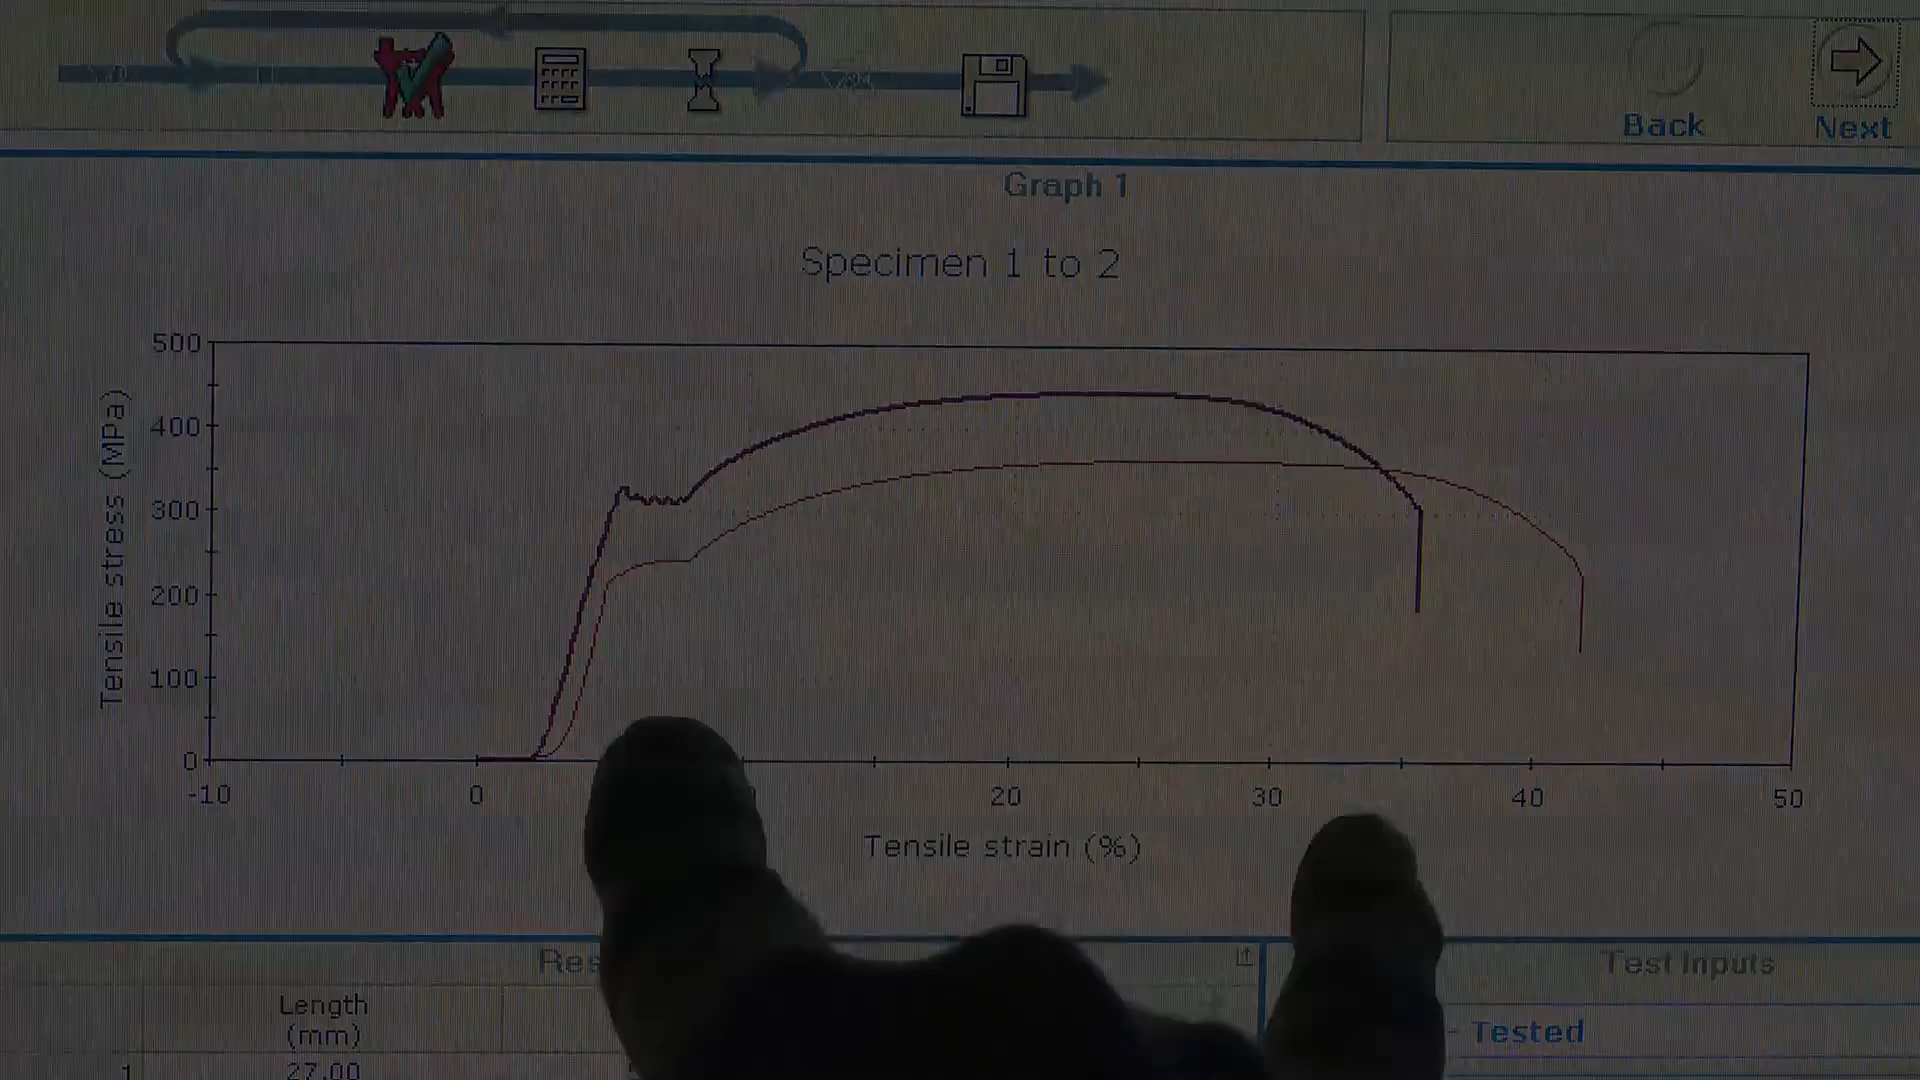 Back
Next
Graph 1
Specimen 1 to 2
500
400
300
200
100
0
Tensile stress (MPa)
-10
0
20
30
40
50
Tensile strain (%)
Res
Test Inputs
Length
(mm)
Tested
1
27.00